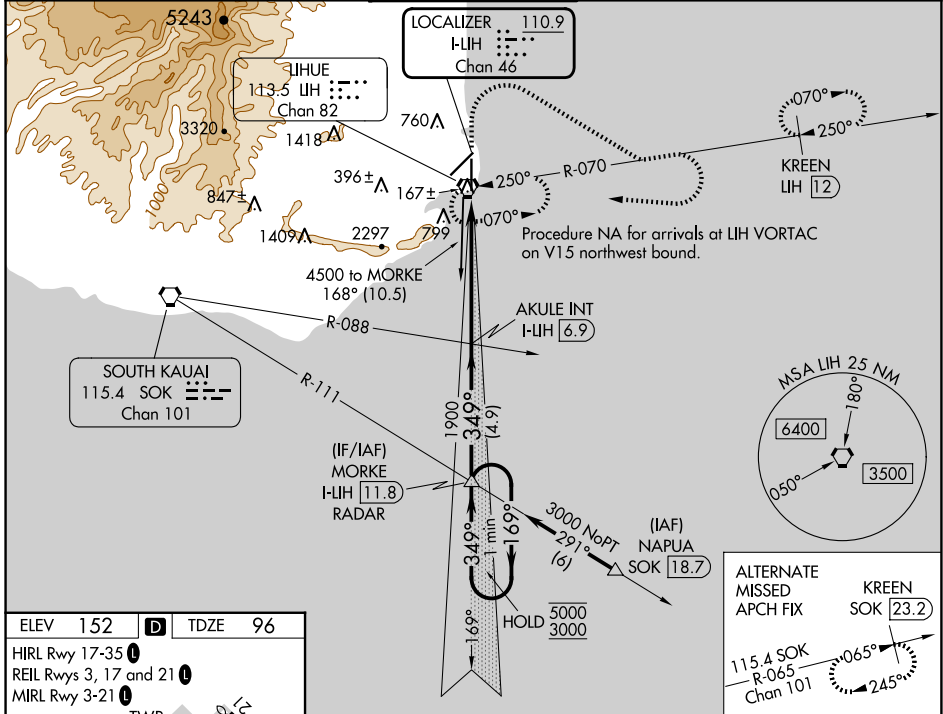 5243
LOCALIZER 110.9
I-LIH
Chan 46
LIHUE
113.5 LIH
Chan 82
760
3320
1418
070°
250°
R-070
KREEN
LIH 12
396±
167±
250°
070°
847±
1000
1409
2297
799
Procedure NA for arrivals at LIH VORTAC
on V15 northwest bound.
4500 to MORKE
168° (10.5)
AKULE INT
I-LIH 6.9
R-088
SOUTH KAUAI
115.4 SOK
Chan 101
R-111
1900
349°
(4.9)
MSA LIH 25 NM
180°
6400
3500
050°
(IF/IAF)
MORKE
I-LIH 11.8
RADAR
349°
1 min
169°
3000 NoPT
291°
(6)
(IAF)
NAPUA
SOK 18.7
HOLD 5000
3000
169°
ALTERNATE
MISSED
APCH FIX
KREEN
SOK 23.2
115.4 SOK
R-065
Chan 101
065°
245°
ELEV 152 D TDZE 96
HIRL Rwy 17-35 L
REIL Rwys 3, 17 and 21 L
MIRL Rwy 3-21 L
TWR
21